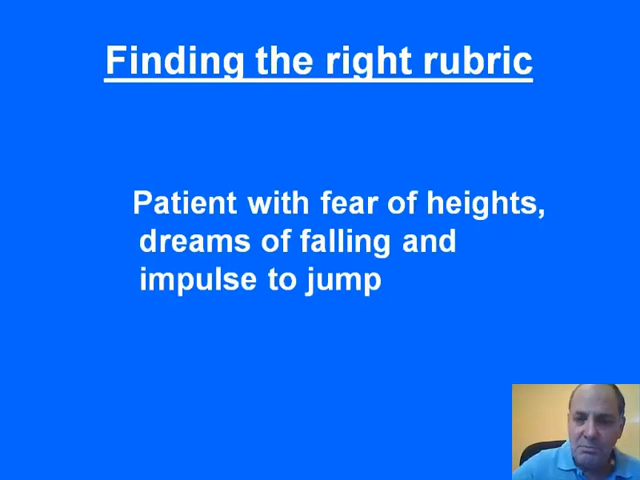 Finding the right rubric
Patient with fear of heights,
dreams of falling and
impulse to jump